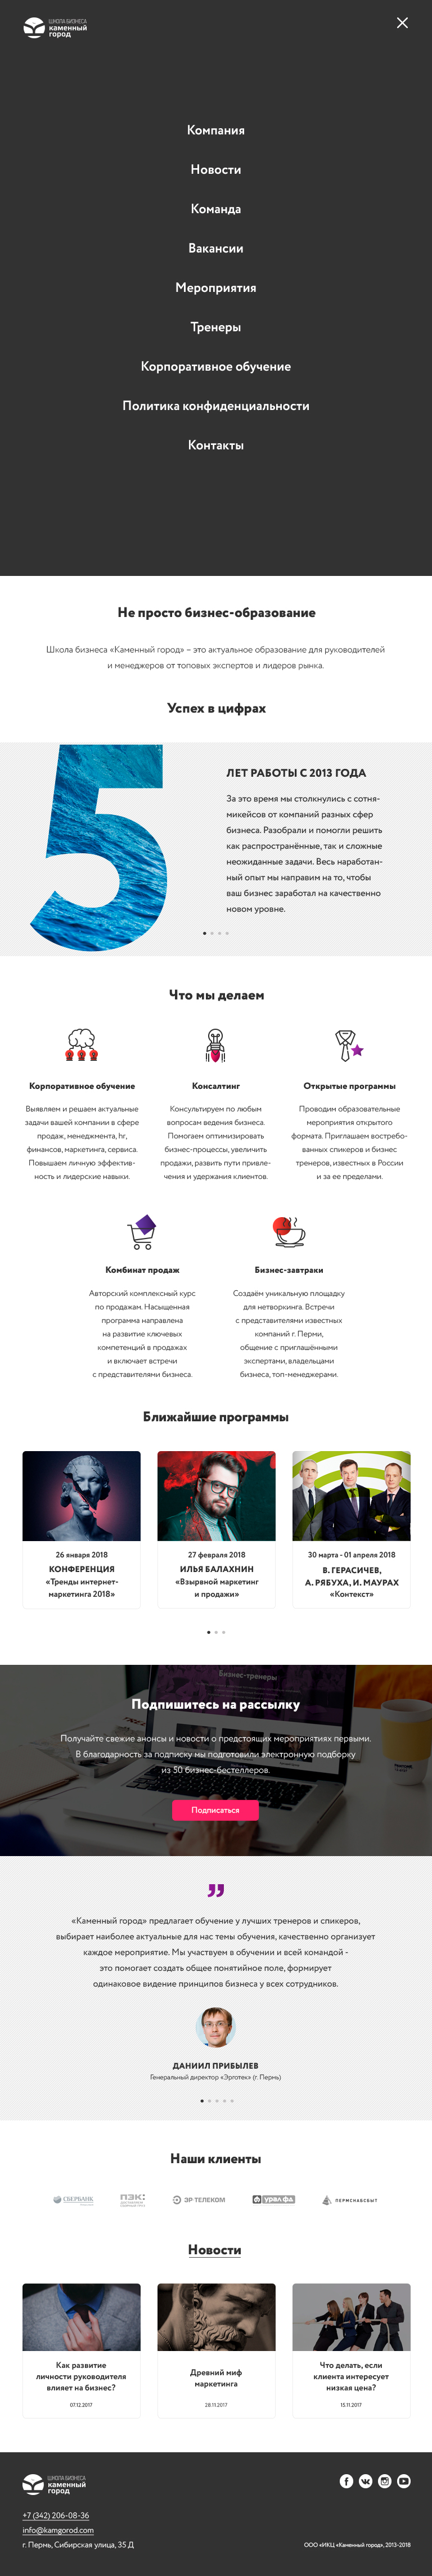 ШКОЛА БИЗНЕСА
каменный
город
Компания
Новости
Команда
Вакансии
Мероприятия
Тренеры
Корпоративное обучение
Политика конфиденциальности
Контакты
Не просто бизнес-образование
Школа бизнеса «Каменный город» – это актуальное образование для руководителей
и менеджеров от топовых экспертов и лидеров рынка.
Успех в цифрах
5
ЛЕТ РАБОТЫ С 2013 ГОДА
За это время мы столкнулись с сотня-
микейсов от компаний разных сфер
бизнеса. Разобрали и помогли решить
как распространённые, так и сложные
неожиданные задачи. Весь наработан-
ный опыт мы направим на то, чтобы
ваш бизнес заработал на качественно
новом уровне.
Что мы делаем
Корпоративное обучение
Выявляем и решаем актуальные
задачи вашей компании в сфере
продаж, менеджмента, hr,
финансов, маркетинга, сервиса.
Повышаем личную эффектив-
ность и лидерские навыки.
Консалтинг
Консультируем по любым
вопросам ведения бизнеса.
Помогаем оптимизировать
бизнес-процессы, увеличить
продажи, развить пути привле-
чения и удержания клиентов.
Открытые программы
Проводим образовательные
мероприятия открытого
формата. Приглашаем востребо-
ванных спикеров и бизнес
тренеров, известных в России
и за ее пределами.
Комбинат продаж
Авторский комплексный курс
по продажам. Насыщенная
программа направлена
на развитие ключевых
компетенций в продажах
и включает встречи
с представителями бизнеса.
Бизнес-завтраки
Создаём уникальную площадку
для нетворкинга. Встречи
с представителями известных
компаний г. Перми,
общение с приглашёнными
экспертами, владельцами
бизнеса, топ-менеджерами.
Ближайшие программы
26 января 2018
КОНФЕРЕНЦИЯ
«Тренды интернет-
маркетинга 2018»
27 февраля 2018
ИЛЬЯ БАЛАХНИН
«Взрывной маркетинг
и продажи»
30 марта - 01 апреля 2018
В. ГЕРАСИЧЕВ,
А. РЯБУХА, И. МАУРАХ
«Контекст»
Бизнес-тренеры
Подпишитесь на рассылку
Получайте свежие анонсы и новости о предстоящих мероприятиях первыми.
В благодарность за подписку мы подготовили электронную подборку
из 50 бизнес-бестеллеров.
Подписаться
«Каменный город» предлагает обучение у лучших тренеров и спикеров,
выбирает наиболее актуальные для нас темы обучения, качественно организует
каждое мероприятие. Мы участвуем в обучении и всей командой -
это помогает создать общее понятийное поле, формирует
одинаковое видение принципов бизнеса у всех сотрудников.
ДАНИИЛ ПРИБЫЛЕВ
Генеральный директор «Эрготек» (г. Пермь)
Наши клиенты
СБЕРБАНК
ПЭК:
ЭР ТЕЛЕКОМ
УРАЛ ФД
ПЕРМСНАБСБЫТ
Новости
Как развитие
личности руководителя
влияет на бизнес?
07.12.2017
Древний миф
маркетинга
28.11.2017
Что делать, если
клиента интересует
низкая цена?
15.11.2017
ШКОЛА БИЗНЕСА
каменный
город
+7 (342) 206-08-36
info@kamgorod.com
г. Пермь, Сибирская улица, 35 Д
ООО «ИКЦ «Каменный город», 2013-2018